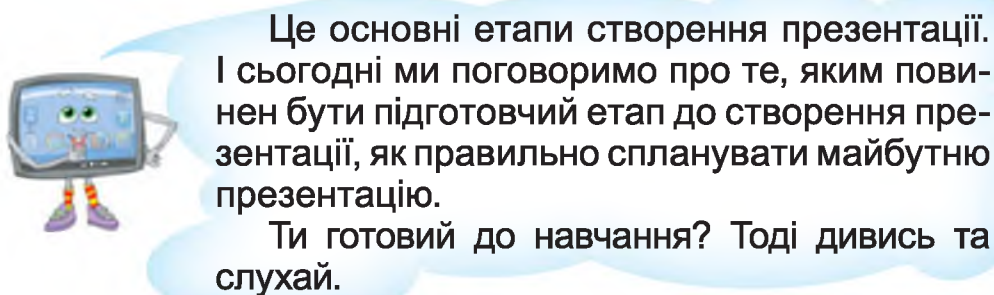 Це основні етапи створення презентації.
І сьогодні ми поговоримо про те, яким пови-
нен бути підготовчий етап до створення пре-
зентації, як правильно спланувати майбутню
презентацію.
Ти готовий до навчання? Тоді дивись та
слухай.